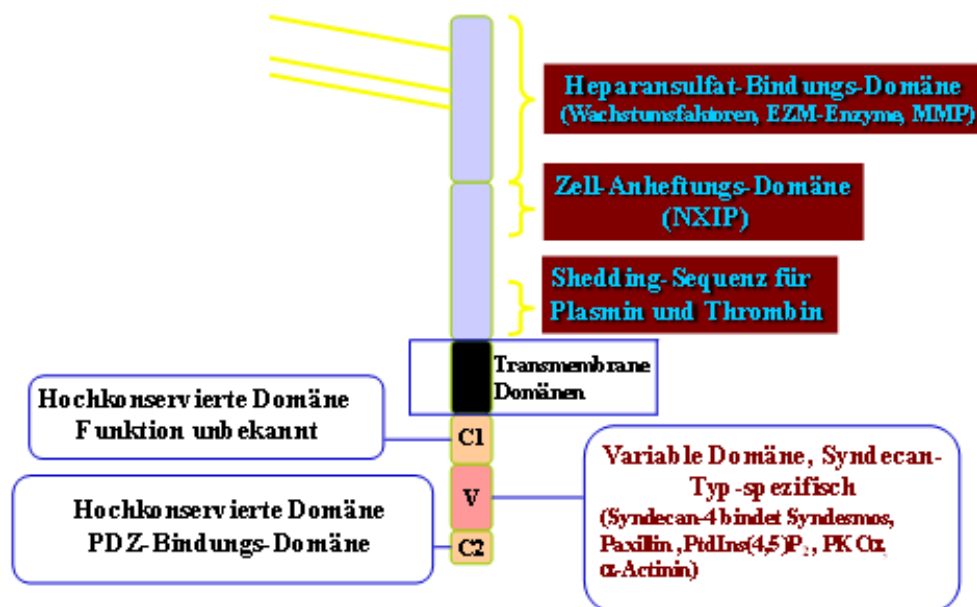 Heparansulfat-Bindungs-Domäne
(Wachstumsfaktoren, EZM-Enzyme, MMP)
Zell-Anheftungs-Domäne
(NXIP)
Shedding-Sequenz für
Plasmin und Thrombin
Transmembrane
Domänen
Hochkonservierte Domäne
Funktion unbekannt
C1
Variable Domäne, Syndecan-
Typ-spezifisch
(Syndecan-4 bindet Syndesmos,
Paxillin ,PtdIns(4,5)P₂, PKCα,
α-Actinin)
V
Hochkonservierte Domäne
PDZ-Bindungs-Domäne
C2